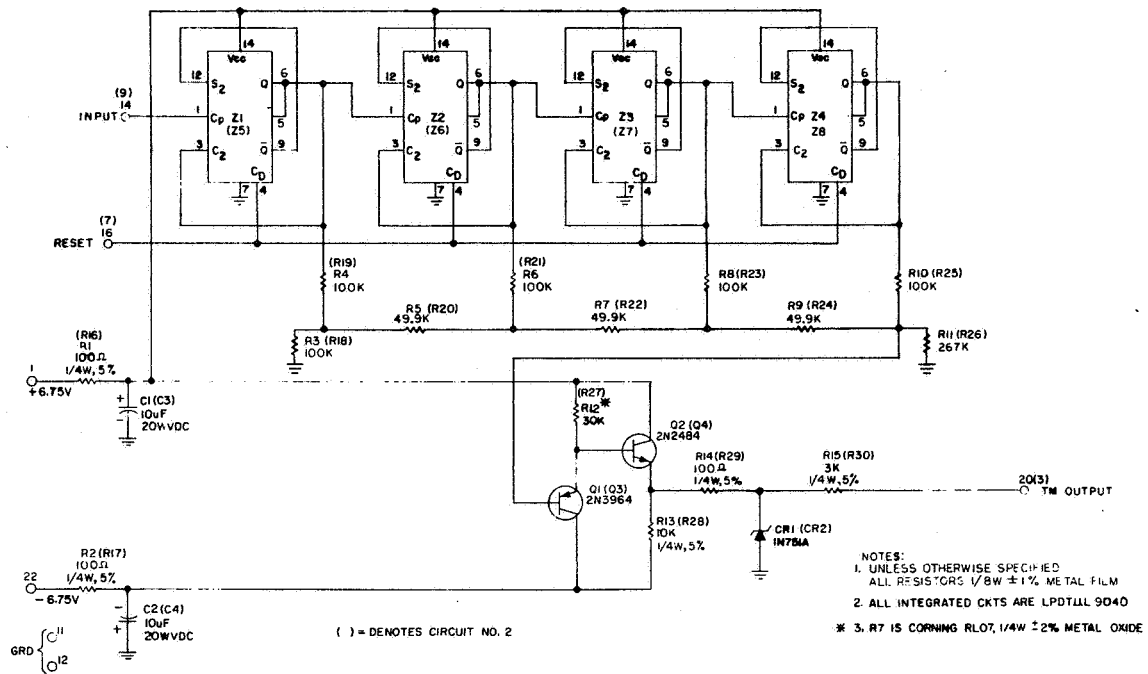 14 14 14 14
Vcc Vcc Vcc Vcc
12 S2 Q 6 12 S2 Q 6 12 S2 Q 6 12 S2 Q 6
(9)
14
INPUT 1 Cp Z1 5 1 Cp Z2 5 1 Cp Z3 5 1 Cp Z4 5
(Z5) (Z6) (Z7) Z8
3 C2 Q̅ 9 3 C2 Q̅ 9 3 C2 Q̅ 9 3 C2 Q̅ 9
CD CD CD CD
7 4 7 4 7 4 7 4
(7)
16
RESET
(R19)
R4
100K
(R21)
R6
100K
R8(R23)
100K
R10(R25)
100K
R5(R20)
49.9K
R7(R22)
49.9K
R9(R24)
49.9K
R3(R18)
100K
R11(R26)
267K
(R16)
R1
100Ω
1/4W,5%
1
+6.75V
+
C1(C3)
10uF
20WVDC
-
(R27)
R12*
30K
Q2(Q4)
2N2484
R14(R29)
100Ω
1/4W,5%
R15(R30)
3K
1/4W,5%
20(3)
TM OUTPUT
Q1(Q3)
2N3964
R13(R28)
10K
1/4W,5%
CR1(CR2)
1N751A
R2(R17)
100Ω
1/4W,5%
22
-6.75V
-
C2(C4)
10uF
20WVDC
+
GRD
11
12
( ) = DENOTES CIRCUIT NO. 2
NOTES:
1. UNLESS OTHERWISE SPECIFIED
ALL RESISTORS 1/8W ±1% METAL FILM
2. ALL INTEGRATED CKTS ARE LPDTμL 9040
* 3. R7 IS CORNING RLO7, 1/4W ±2% METAL OXIDE